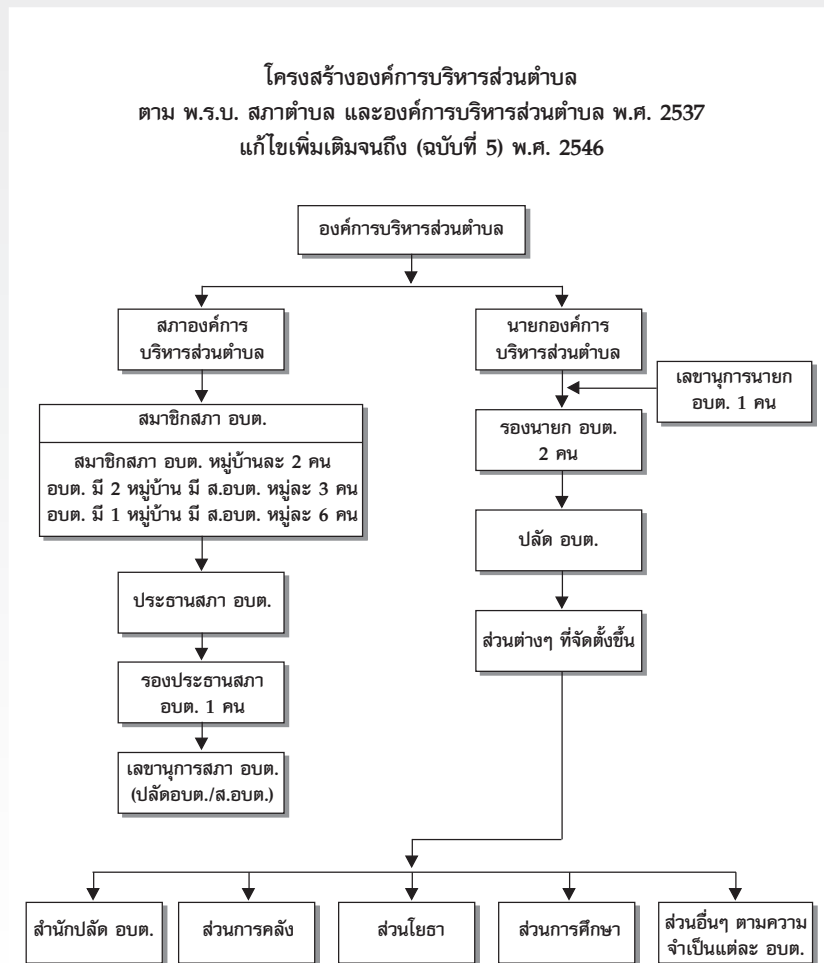 โครงสร้างองค์การบริหารส่วนตำบล
ตาม พ.ร.บ. สภาตำบล และองค์การบริหารส่วนตำบล พ.ศ. 2537
แก้ไขเพิ่มเติมจนถึง (ฉบับที่ 5) พ.ศ. 2546
องค์การบริหารส่วนตำบล
สภาองค์การ
บริหารส่วนตำบล
สมาชิกสภา อบต.
สมาชิกสภา อบต. หมู่บ้านละ 2 คน
อบต. มี 2 หมู่บ้าน มี ส.อบต. หมู่ละ 3 คน
อบต. มี 1 หมู่บ้าน มี ส.อบต. หมู่ละ 6 คน
ประธานสภา อบต.
รองประธานสภา
อบต. 1 คน
เลขานุการสภา อบต.
(ปลัดอบต./ส.อบต.)
นายกองค์การ
บริหารส่วนตำบล
เลขานุการนายก
อบต. 1 คน
รองนายก อบต.
2 คน
ปลัด อบต.
ส่วนต่างๆ ที่จัดตั้งขึ้น
สำนักปลัด อบต.
ส่วนการคลัง
ส่วนโยธา
ส่วนการศึกษา
ส่วนอื่นๆ ตามความ
จำเป็นแต่ละ อบต.